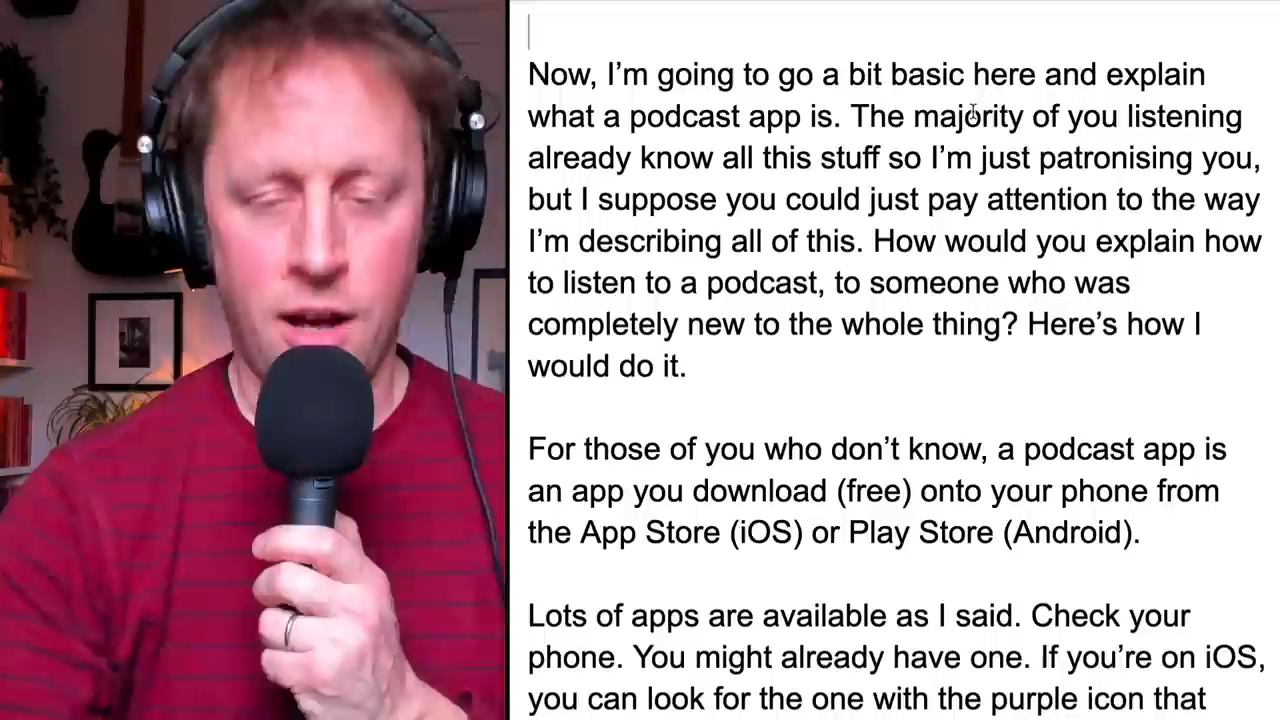 Now, I’m going to go a bit basic here and explain
what a podcast app is. The majority of you listening
already know all this stuff so I’m just patronising you,
but I suppose you could just pay attention to the way
I’m describing all of this. How would you explain how
to listen to a podcast, to someone who was
completely new to the whole thing? Here’s how I
would do it.
For those of you who don’t know, a podcast app is
an app you download (free) onto your phone from
the App Store (iOS) or Play Store (Android).
Lots of apps are available as I said. Check your
phone. You might already have one. If you’re on iOS,
you can look for the one with the purple icon that